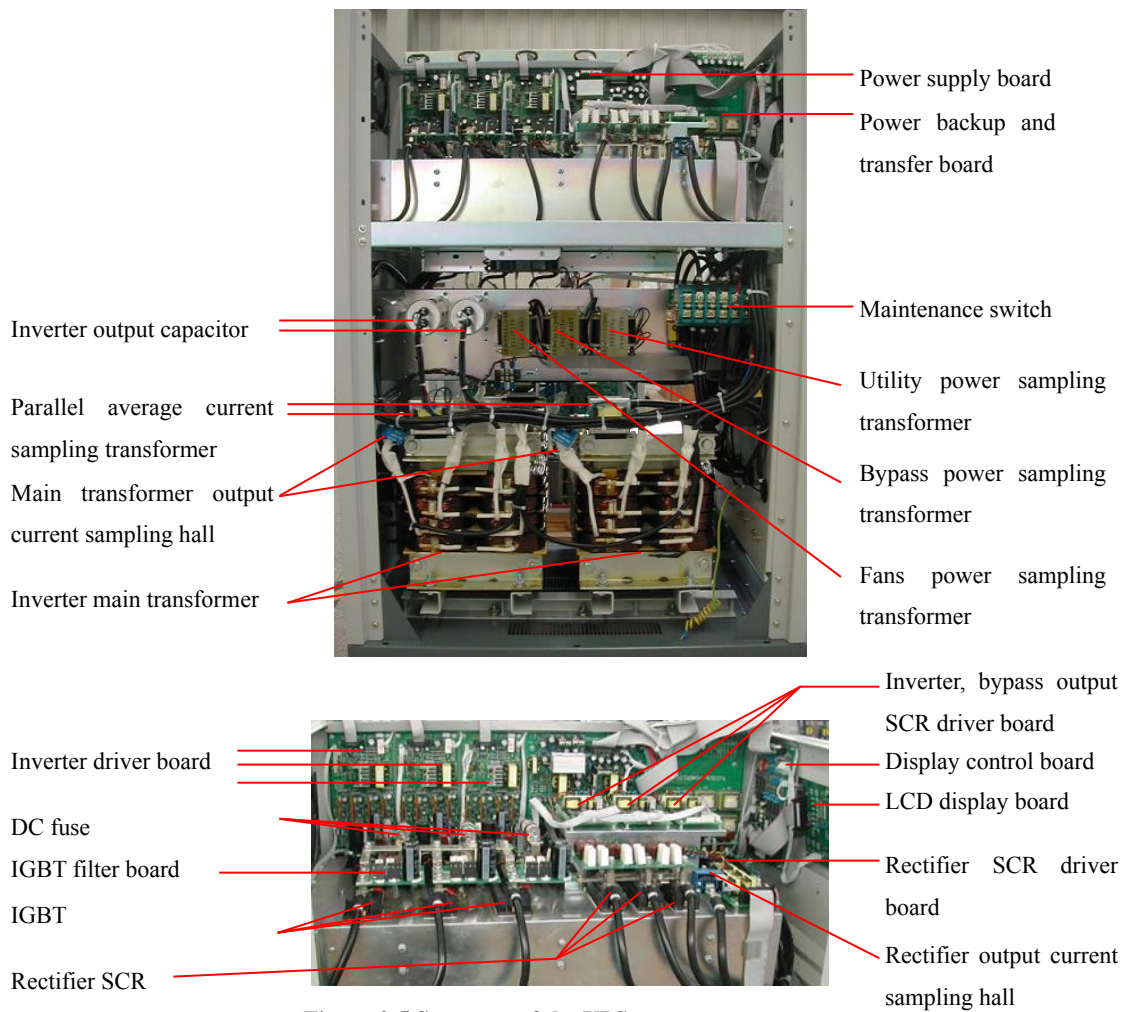 Power supply board
Power backup and
transfer board
Maintenance switch
Inverter output capacitor
Utility power sampling
transformer
Parallel average current
sampling transformer
Bypass power sampling
transformer
Main transformer output
current sampling hall
Fans power sampling
transformer
Inverter main transformer
Inverter, bypass output
SCR driver board
Inverter driver board
Display control board
LCD display board
DC fuse
IGBT filter board
Rectifier SCR driver
board
IGBT
Rectifier output current
sampling hall
Rectifier SCR